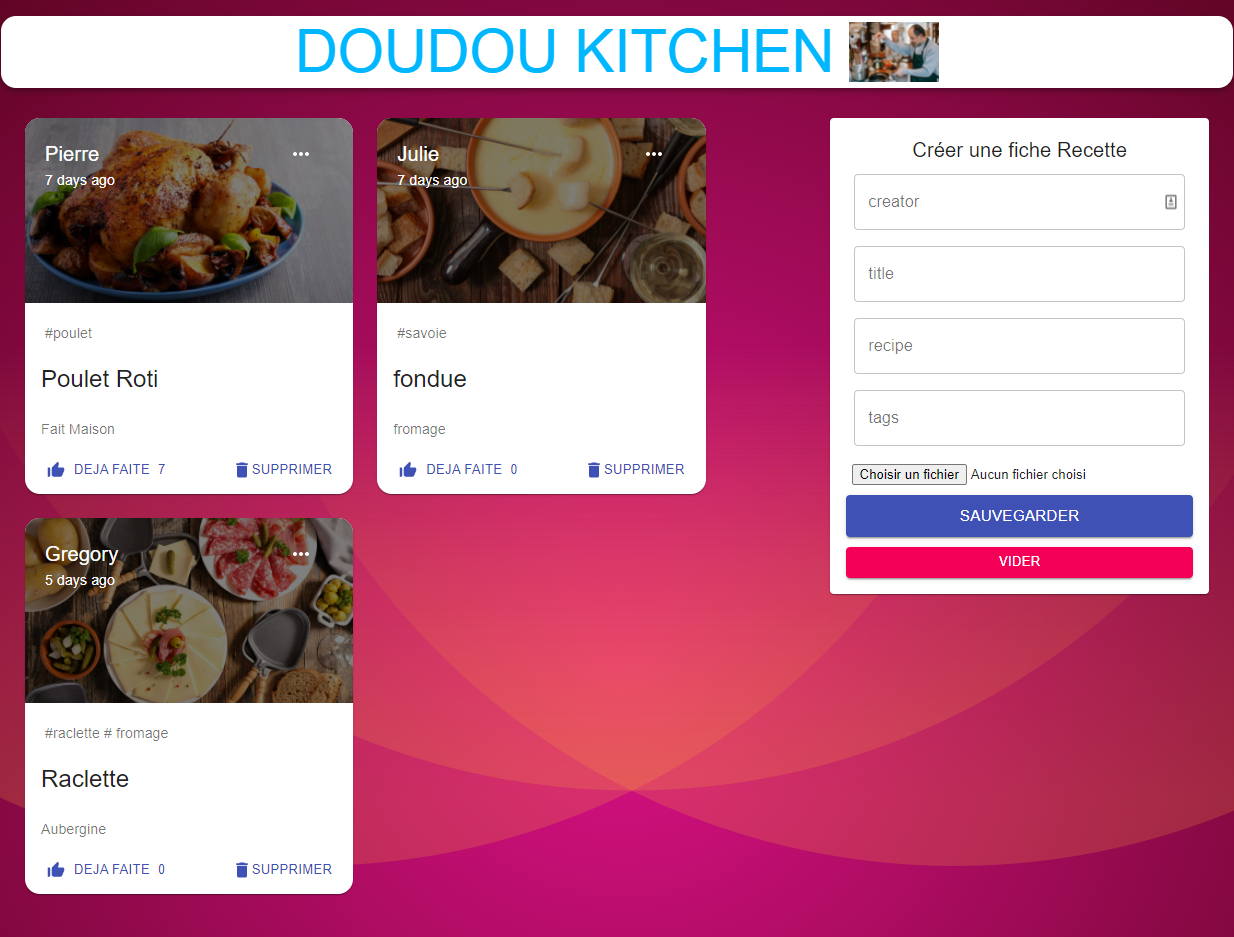 DOUDOU KITCHEN
Pierre
7 days ago
#poulet
Poulet Roti
Fait Maison
DEJA FAITE 7
SUPPRIMER
Julie
7 days ago
#savoie
fondue
fromage
DEJA FAITE 0
SUPPRIMER
Gregory
5 days ago
#raclette # fromage
Raclette
Aubergine
DEJA FAITE 0
SUPPRIMER
Créer une fiche Recette
creator
title
recipe
tags
Choisir un fichier Aucun fichier choisi
SAUVEGARDER
VIDER